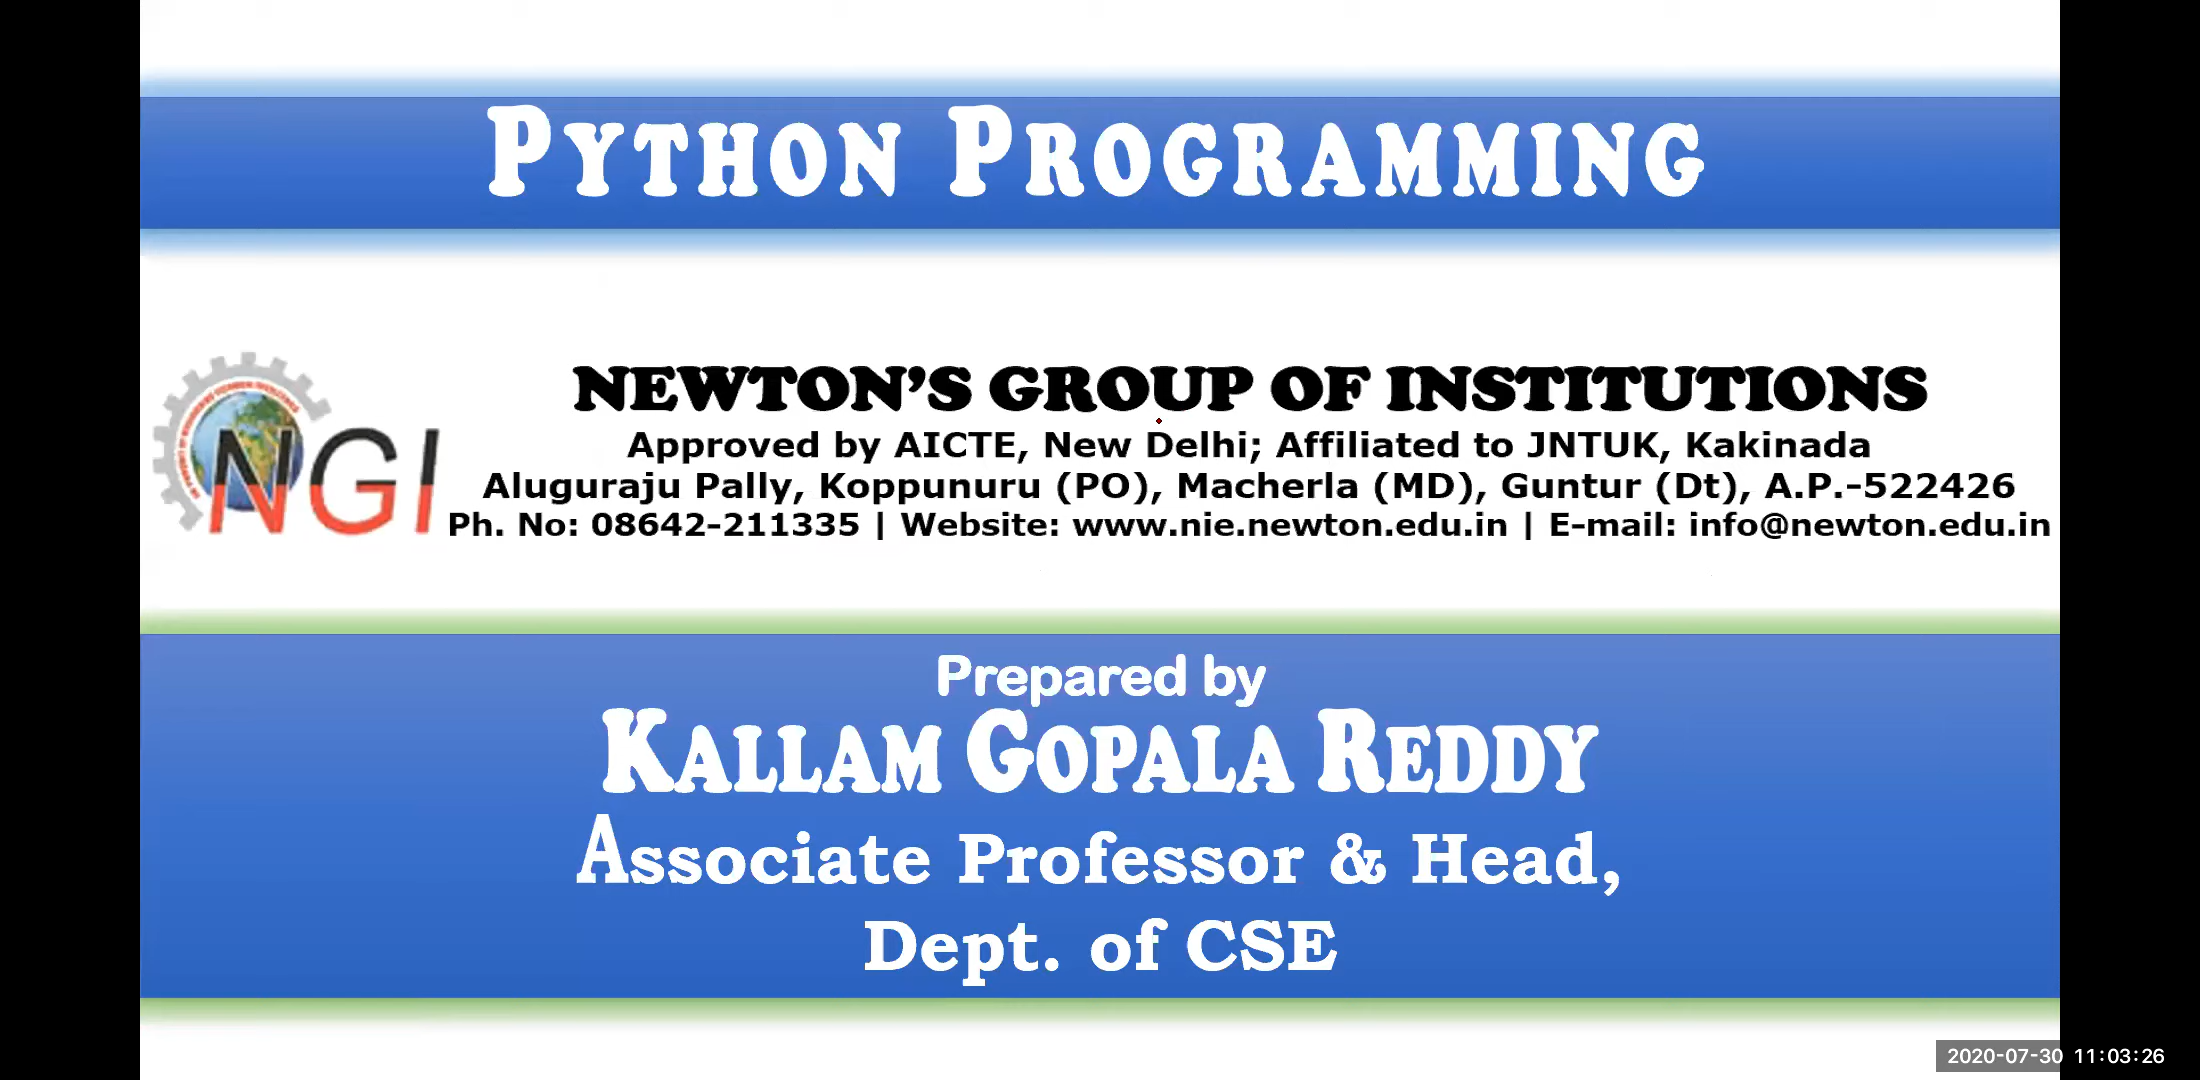 PYTHON PROGRAMMING
NGI
NEWTON'S GROUP OF INSTITUTIONS
Approved by AICTE, New Delhi; Affiliated to JNTUK, Kakinada
Aluguraju Pally, Koppunuru (PO), Macherla (MD), Guntur (Dt), A.P.-522426
Ph. No: 08642-211335 | Website: www.nie.newton.edu.in | E-mail: info@newton.edu.in
Prepared by
KALLAM GOPALA REDDY
Associate Professor & Head,
Dept. of CSE
2020-07-30 11:03:26